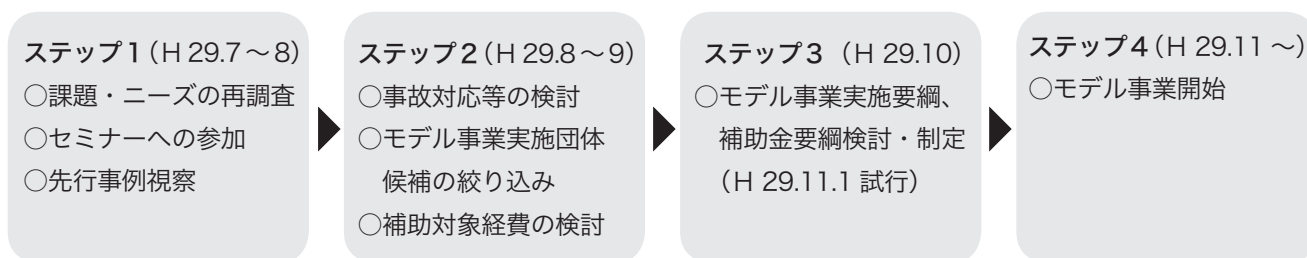 ステップ1(H 29.7～8)
○課題・ニーズの再調査
○セミナーへの参加
○先行事例視察
ステップ2(H 29.8～9)
○事故対応等の検討
○モデル事業実施団体
候補の絞り込み
○補助対象経費の検討
ステップ3（H 29.10)
○モデル事業実施要綱、
補助金要綱検討・制定
（H 29.11.1 試行）
ステップ4(H 29.11 ～)
○モデル事業開始